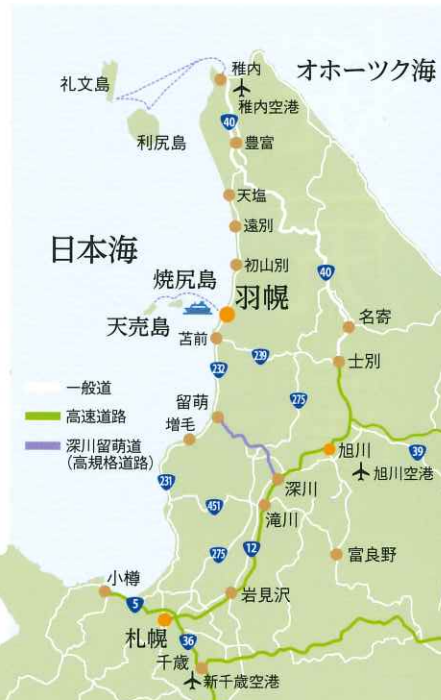 オホーツク海
稚内
稚内空港
礼文島
利尻島
40
豊富
天塩
遠別
初山別
日本海
焼尻島
羽幌
天売島
苫前
40
名寄
士別
232
239
275
一般道
高速道路
深川留萌道
(高規格道路)
留萌
増毛
旭川
39
旭川空港
231
深川
451
滝川
275
12
富良野
小樽
5
岩見沢
札幌
36
千歳
新千歳空港